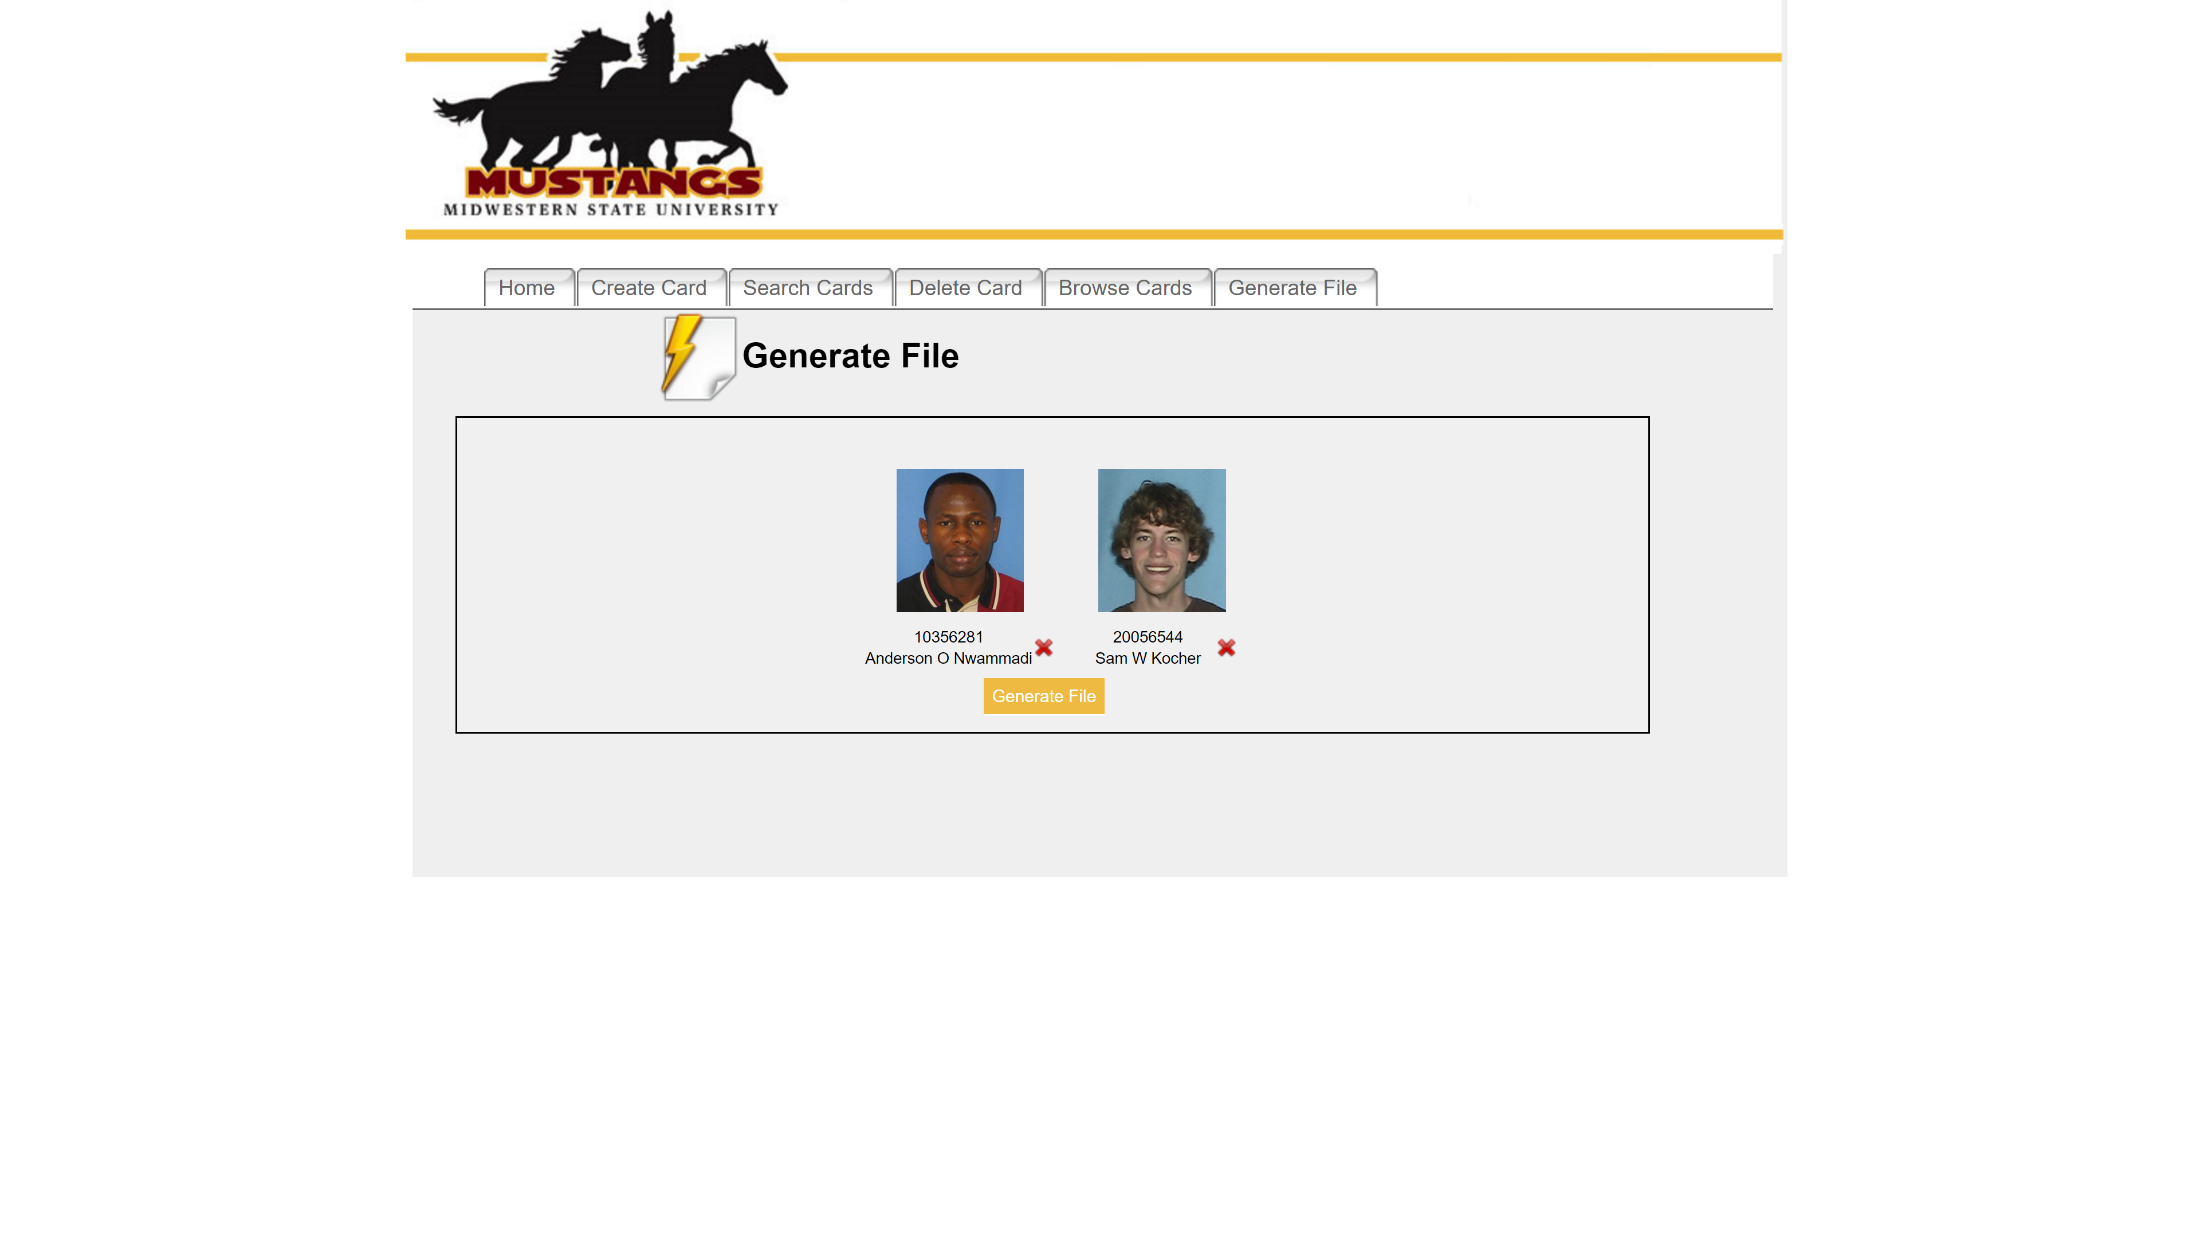 MUSTANGS
MIDWESTERN STATE UNIVERSITY
Home Create Card Search Cards Delete Card Browse Cards Generate File
Generate File
10356281 20056544
Anderson O Nwammadi Sam W Kocher
Generate File